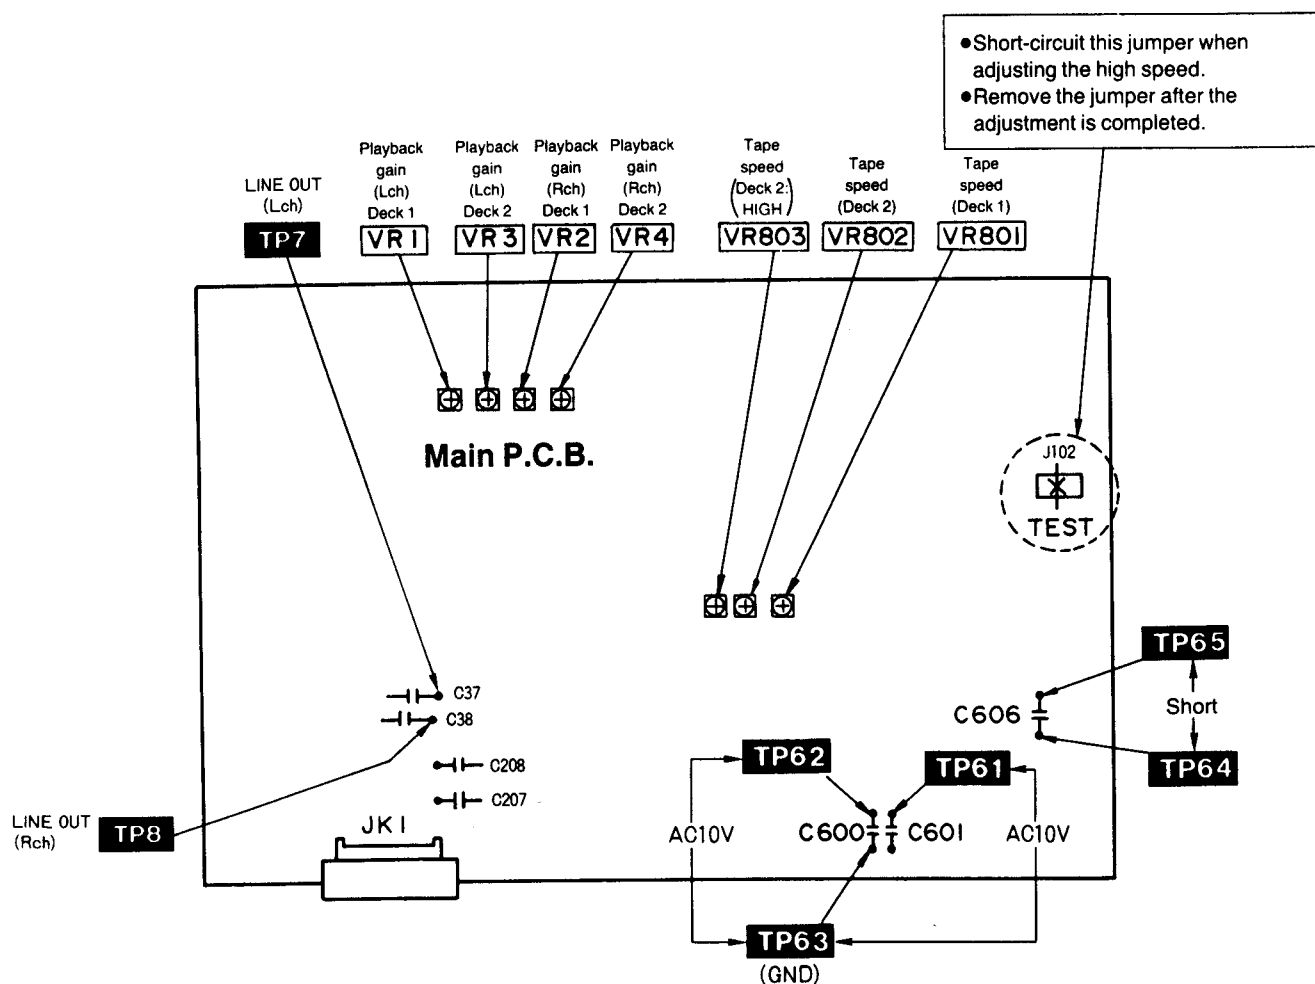 ●Short-circuit this jumper when
adjusting the high speed.
●Remove the jumper after the
adjustment is completed.
LINE OUT
(Lch)
TP7
Playback
gain
(Lch)
Deck 1
VR1
Playback
gain
(Lch)
Deck 2
VR3
Playback
gain
(Rch)
Deck 1
VR2
Playback
gain
(Rch)
Deck 2
VR4
Tape
speed
(Deck 2:
HIGH)
VR803
Tape
speed
(Deck 2)
VR802
Tape
speed
(Deck 1)
VR801
Main P.C.B.
J102
TEST
C37
C38
C208
C207
LINE OUT
(Rch)
TP8
JK1
TP65
Short
TP64
C606
TP62
TP61
AC10V
C600
C601
AC10V
TP63
(GND)